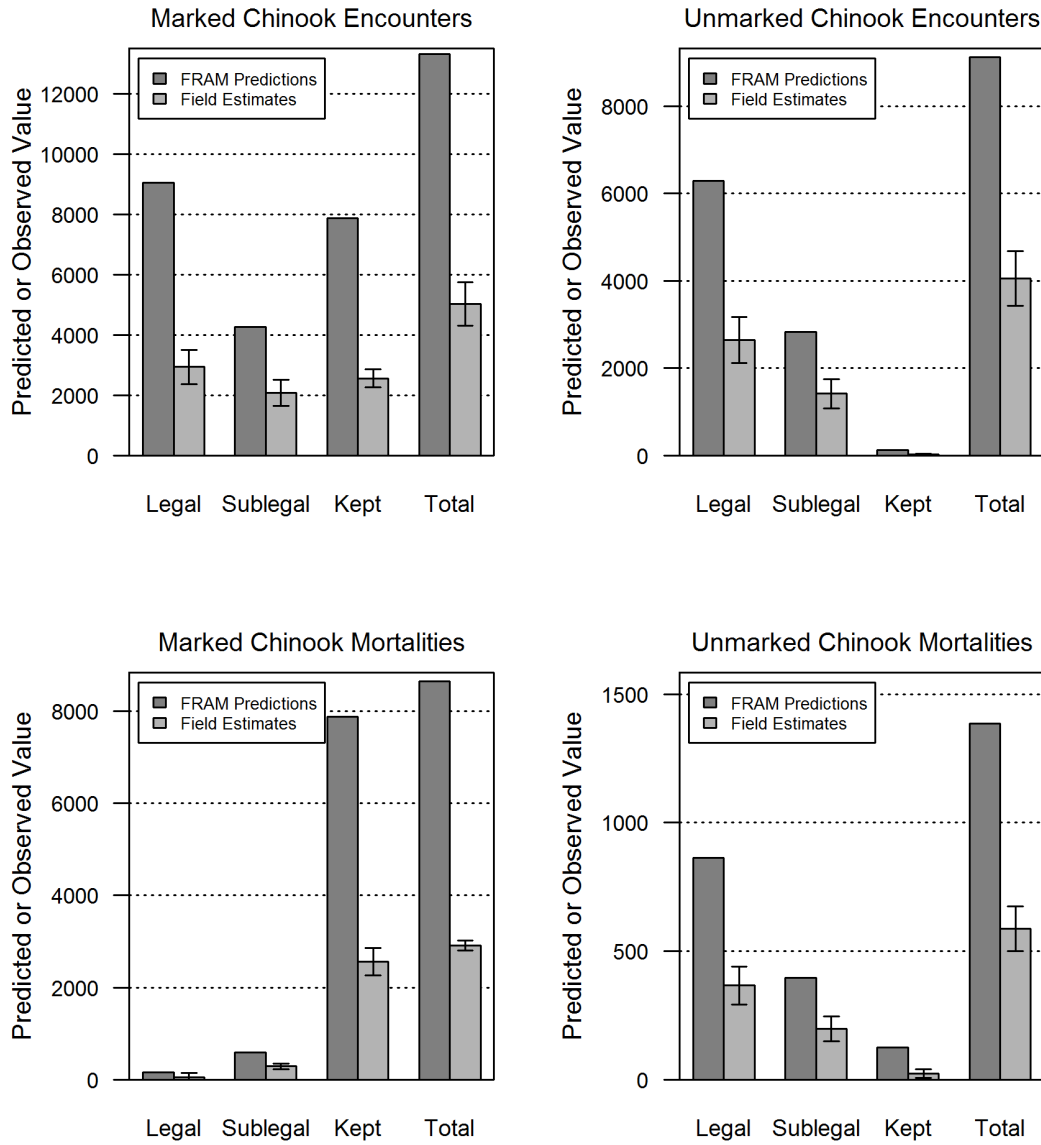 Marked Chinook Encounters
Predicted or Observed Value
12000
10000
8000
6000
4000
2000
0
FRAM Predictions
Field Estimates
Legal Sublegal Kept Total
Unmarked Chinook Encounters
Predicted or Observed Value
8000
6000
4000
2000
0
FRAM Predictions
Field Estimates
Legal Sublegal Kept Total
Marked Chinook Mortalities
Predicted or Observed Value
8000
6000
4000
2000
0
FRAM Predictions
Field Estimates
Legal Sublegal Kept Total
Unmarked Chinook Mortalities
Predicted or Observed Value
1500
1000
500
0
FRAM Predictions
Field Estimates
Legal Sublegal Kept Total